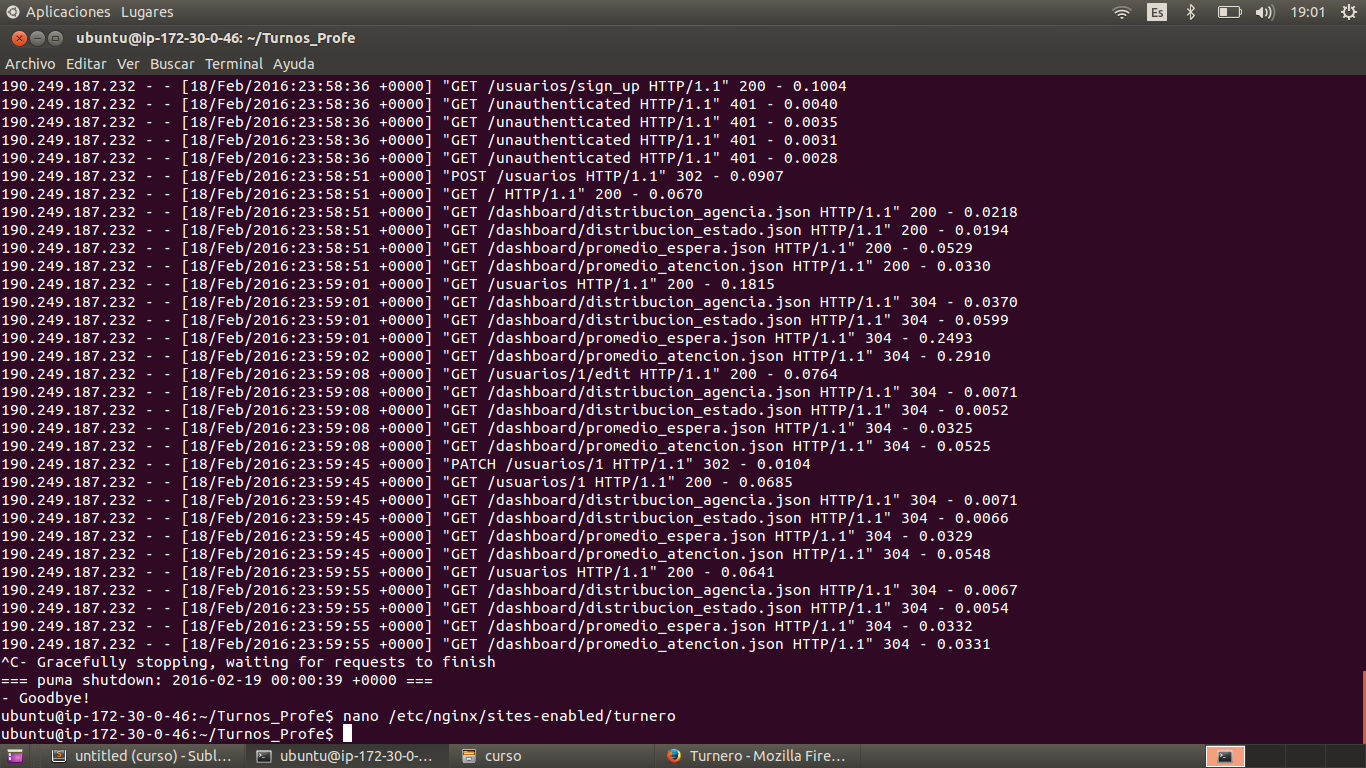 Aplicaciones Lugares Es 19:01
ubuntu@ip-172-30-0-46: ~/Turnos_Profe
Archivo Editar Ver Buscar Terminal Ayuda
190.249.187.232 - - [18/Feb/2016:23:58:36 +0000] "GET /usuarios/sign_up HTTP/1.1" 200 - 0.1004
190.249.187.232 - - [18/Feb/2016:23:58:36 +0000] "GET /unauthenticated HTTP/1.1" 401 - 0.0040
190.249.187.232 - - [18/Feb/2016:23:58:36 +0000] "GET /unauthenticated HTTP/1.1" 401 - 0.0035
190.249.187.232 - - [18/Feb/2016:23:58:36 +0000] "GET /unauthenticated HTTP/1.1" 401 - 0.0031
190.249.187.232 - - [18/Feb/2016:23:58:36 +0000] "GET /unauthenticated HTTP/1.1" 401 - 0.0028
190.249.187.232 - - [18/Feb/2016:23:58:51 +0000] "POST /usuarios HTTP/1.1" 302 - 0.0907
190.249.187.232 - - [18/Feb/2016:23:58:51 +0000] "GET / HTTP/1.1" 200 - 0.0670
190.249.187.232 - - [18/Feb/2016:23:58:51 +0000] "GET /dashboard/distribucion_agencia.json HTTP/1.1" 200 - 0.0218
190.249.187.232 - - [18/Feb/2016:23:58:51 +0000] "GET /dashboard/distribucion_estado.json HTTP/1.1" 200 - 0.0194
190.249.187.232 - - [18/Feb/2016:23:58:51 +0000] "GET /dashboard/promedio_espera.json HTTP/1.1" 200 - 0.0529
190.249.187.232 - - [18/Feb/2016:23:58:51 +0000] "GET /dashboard/promedio_atencion.json HTTP/1.1" 200 - 0.0330
190.249.187.232 - - [18/Feb/2016:23:59:01 +0000] "GET /usuarios HTTP/1.1" 200 - 0.1815
190.249.187.232 - - [18/Feb/2016:23:59:01 +0000] "GET /dashboard/distribucion_agencia.json HTTP/1.1" 304 - 0.0370
190.249.187.232 - - [18/Feb/2016:23:59:01 +0000] "GET /dashboard/distribucion_estado.json HTTP/1.1" 304 - 0.0599
190.249.187.232 - - [18/Feb/2016:23:59:01 +0000] "GET /dashboard/promedio_espera.json HTTP/1.1" 304 - 0.2493
190.249.187.232 - - [18/Feb/2016:23:59:02 +0000] "GET /dashboard/promedio_atencion.json HTTP/1.1" 304 - 0.2910
190.249.187.232 - - [18/Feb/2016:23:59:08 +0000] "GET /usuarios/1/edit HTTP/1.1" 200 - 0.0764
190.249.187.232 - - [18/Feb/2016:23:59:08 +0000] "GET /dashboard/distribucion_agencia.json HTTP/1.1" 304 - 0.0071
190.249.187.232 - - [18/Feb/2016:23:59:08 +0000] "GET /dashboard/distribucion_estado.json HTTP/1.1" 304 - 0.0052
190.249.187.232 - - [18/Feb/2016:23:59:08 +0000] "GET /dashboard/promedio_espera.json HTTP/1.1" 304 - 0.0325
190.249.187.232 - - [18/Feb/2016:23:59:08 +0000] "GET /dashboard/promedio_atencion.json HTTP/1.1" 304 - 0.0525
190.249.187.232 - - [18/Feb/2016:23:59:45 +0000] "PATCH /usuarios/1 HTTP/1.1" 302 - 0.0104
190.249.187.232 - - [18/Feb/2016:23:59:45 +0000] "GET /usuarios/1 HTTP/1.1" 200 - 0.0685
190.249.187.232 - - [18/Feb/2016:23:59:45 +0000] "GET /dashboard/distribucion_agencia.json HTTP/1.1" 304 - 0.0071
190.249.187.232 - - [18/Feb/2016:23:59:45 +0000] "GET /dashboard/distribucion_estado.json HTTP/1.1" 304 - 0.0066
190.249.187.232 - - [18/Feb/2016:23:59:45 +0000] "GET /dashboard/promedio_espera.json HTTP/1.1" 304 - 0.0329
190.249.187.232 - - [18/Feb/2016:23:59:45 +0000] "GET /dashboard/promedio_atencion.json HTTP/1.1" 304 - 0.0548
190.249.187.232 - - [18/Feb/2016:23:59:55 +0000] "GET /usuarios HTTP/1.1" 200 - 0.0641
190.249.187.232 - - [18/Feb/2016:23:59:55 +0000] "GET /dashboard/distribucion_agencia.json HTTP/1.1" 304 - 0.0067
190.249.187.232 - - [18/Feb/2016:23:59:55 +0000] "GET /dashboard/distribucion_estado.json HTTP/1.1" 304 - 0.0054
190.249.187.232 - - [18/Feb/2016:23:59:55 +0000] "GET /dashboard/promedio_espera.json HTTP/1.1" 304 - 0.0332
190.249.187.232 - - [18/Feb/2016:23:59:55 +0000] "GET /dashboard/promedio_atencion.json HTTP/1.1" 304 - 0.0331
^C- Gracefully stopping, waiting for requests to finish
=== puma shutdown: 2016-02-19 00:00:39 +0000 ===
- Goodbye!
ubuntu@ip-172-30-0-46:~/Turnos_Profe$ nano /etc/nginx/sites-enabled/turnero
ubuntu@ip-172-30-0-46:~/Turnos_Profe$
untitled (curso) - Subl... ubuntu@ip-172-30-0-... curso Turnero - Mozilla Fire...